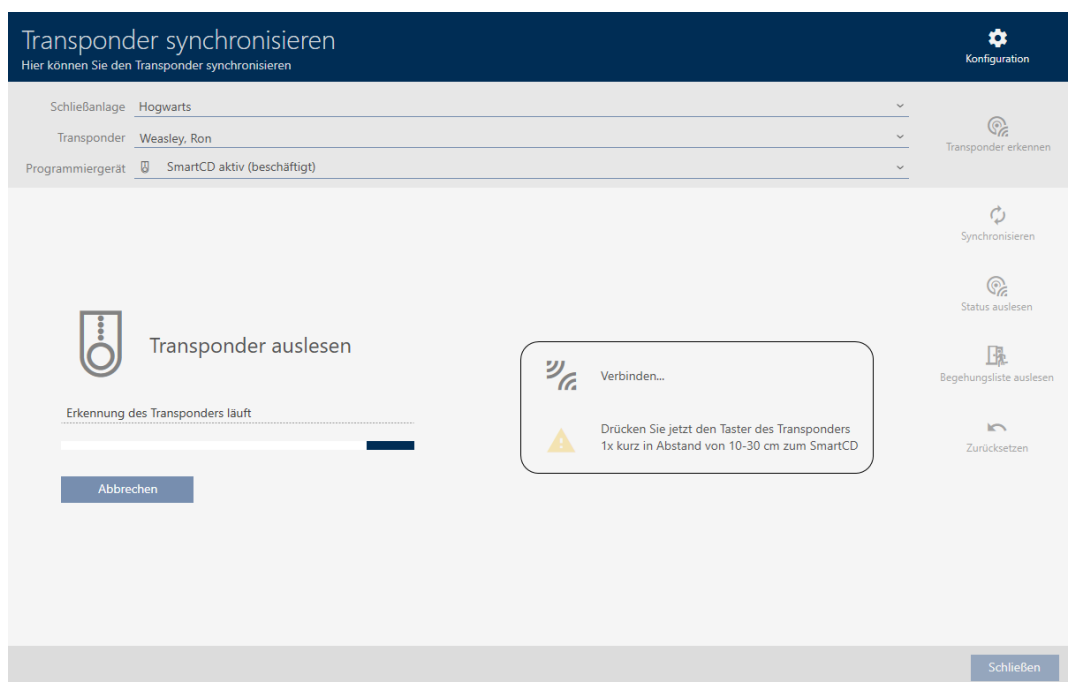 Transponder synchronisieren
Hier können Sie den Transponder synchronisieren
Konfiguration
Schließanlage Hogwarts
Transponder Weasley, Ron
Programmiergerät SmartCD aktiv (beschäftigt)
Transponder erkennen
Synchronisieren
Status auslesen
Begehungsliste auslesen
Zurücksetzen
Transponder auslesen
Erkennung des Transponders läuft
Abbrechen
Verbinden...
Drücken Sie jetzt den Taster des Transponders
1x kurz in Abstand von 10-30 cm zum SmartCD
Schließen